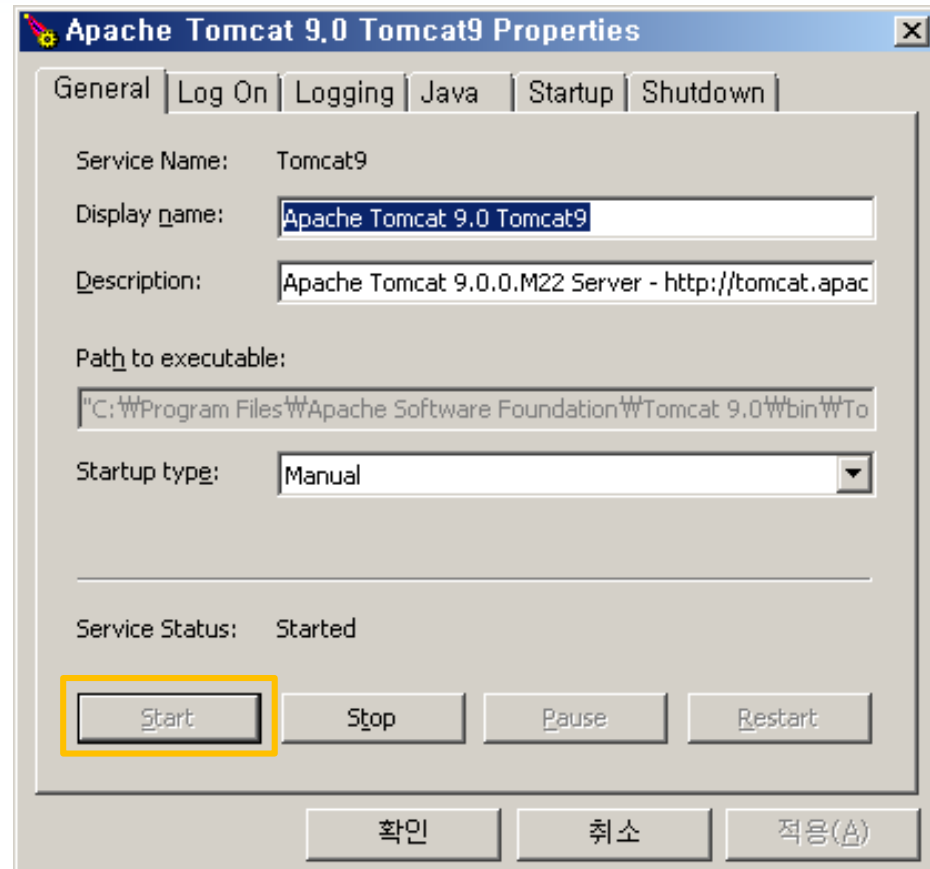 Apache Tomcat 9.0 Tomcat9 Properties
General Log On Logging Java Startup Shutdown
Service Name: Tomcat9
Display name: Apache Tomcat 9.0 Tomcat9
Description: Apache Tomcat 9.0.0.M22 Server - http://tomcat.apac
Path to executable:
"C:₩Program Files₩Apache Software Foundation₩Tomcat 9.0₩bin₩To
Startup type: Manual
Service Status: Started
Start Stop Pause Restart
확인 취소 적용(A)